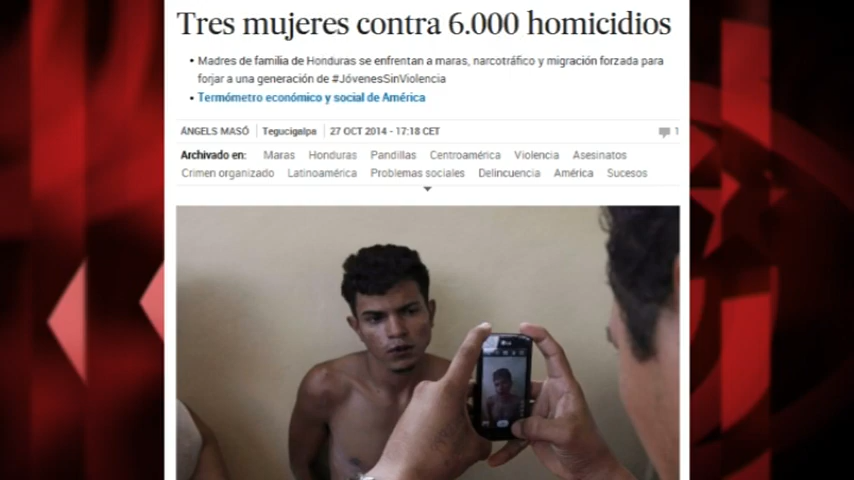 Tres mujeres contra 6.000 homicidios
• Madres de familia de Honduras se enfrentan a maras, narcotráfico y migración forzada para
forjar a una generación de #JóvenesSinViolencia
• Termómetro económico y social de América
ÁNGELS MASÓ | Tegucigalpa | 27 OCT 2014 - 17:18 CET 1
Archivado en: Maras Honduras Pandillas Centroamérica Violencia Asesinatos
Crimen organizado Latinoamérica Problemas sociales Delincuencia América Sucesos
LG